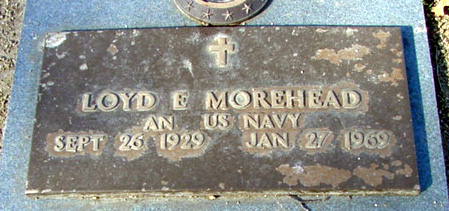 LOYD E MOREHEAD
AN US NAVY
SEPT 26 1929 JAN 27 1969